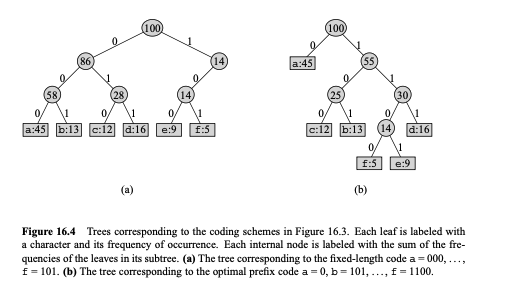 100 100
0 1 0 1
86 14 a:45 55
0 1 0 0 1
58 28 14 25 30
0 1 0 1 0 1 0 1 0 1
a:45 b:13 c:12 d:16 e:9 f:5 c:12 b:13 14 d:16
0 1
f:5 e:9
(a) (b)
Figure 16.4 Trees corresponding to the coding schemes in Figure 16.3. Each leaf is labeled with
a character and its frequency of occurrence. Each internal node is labeled with the sum of the fre-
quencies of the leaves in its subtree. (a) The tree corresponding to the fixed-length code a = 000, ...,
f = 101. (b) The tree corresponding to the optimal prefix code a = 0, b = 101, ..., f = 1100.